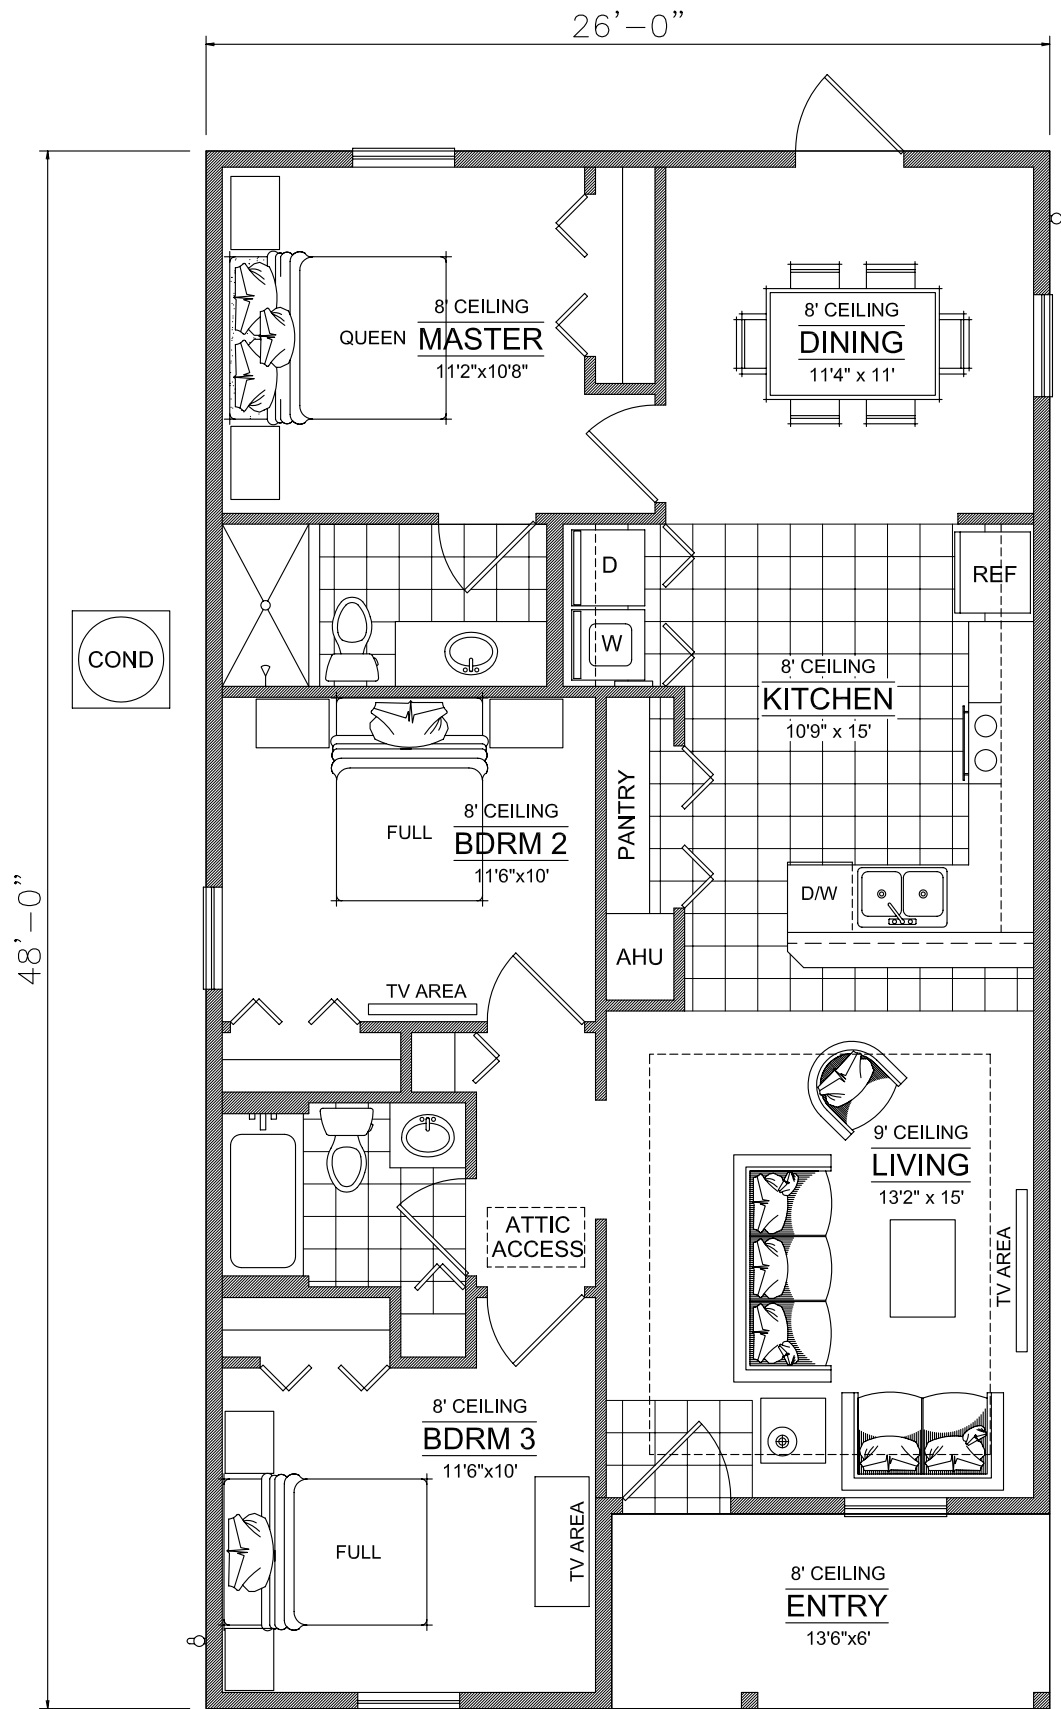 26'-0"
8' CEILING
QUEEN MASTER
11'2"x10'8"
8' CEILING
DINING
11'4" x 11'
D
REF
W
COND
8' CEILING
KITCHEN
10'9" x 15'
8' CEILING
FULL BDRM 2
11'6"x10'
PANTRY
D/W
48'-0"
AHU
TV AREA
9' CEILING
LIVING
13'2" x 15'
ATTIC
ACCESS
TV AREA
8' CEILING
BDRM 3
11'6"x10'
FULL
TV AREA
8' CEILING
ENTRY
13'6"x6'